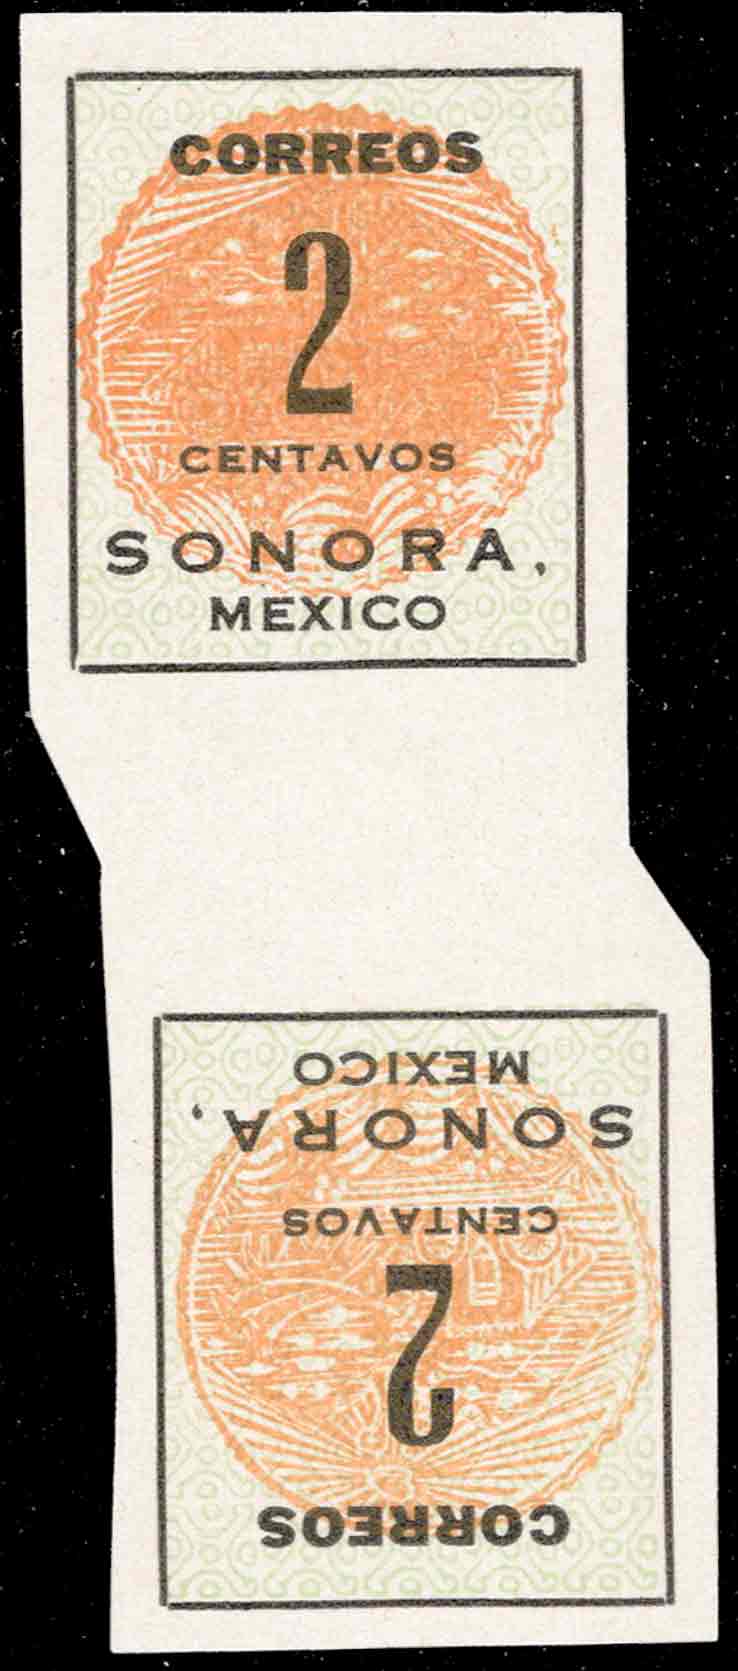 CORREOS
2
CENTAVOS
SONORA,
MEXICO
CORREOS
2
CENTAVOS
SONORA,
MEXICO